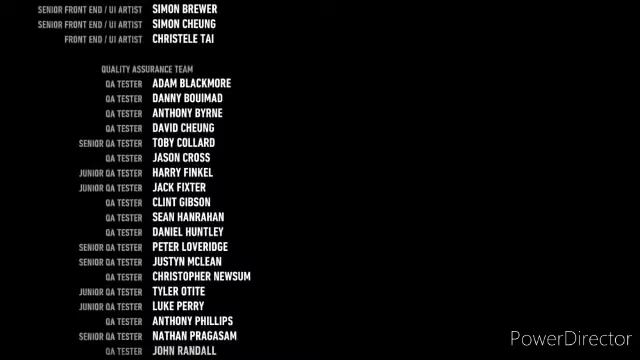 SENIOR FRONT END / UI ARTIST SIMON BREWER
SENIOR FRONT END / UI ARTIST SIMON CHEUNG
FRONT END / UI ARTIST CHRISTELE TAI
QUALITY ASSURANCE TEAM
QA TESTER ADAM BLACKMORE
QA TESTER DANNY BOUIMAD
QA TESTER ANTHONY BYRNE
QA TESTER DAVID CHEUNG
SENIOR QA TESTER TOBY COLLARD
QA TESTER JASON CROSS
JUNIOR QA TESTER HARRY FINKEL
JUNIOR QA TESTER JACK FIXTER
QA TESTER CLINT GIBSON
QA TESTER SEAN HANRAHAN
QA TESTER DANIEL HUNTLEY
SENIOR QA TESTER PETER LOVERIDGE
SENIOR QA TESTER JUSTYN MCLEAN
QA TESTER CHRISTOPHER NEWSUM
JUNIOR QA TESTER TYLER OTITE
JUNIOR QA TESTER LUKE PERRY
QA TESTER ANTHONY PHILLIPS
SENIOR QA TESTER NATHAN PRAGASAM
QA TESTER JOHN RANDALL
PowerDirector